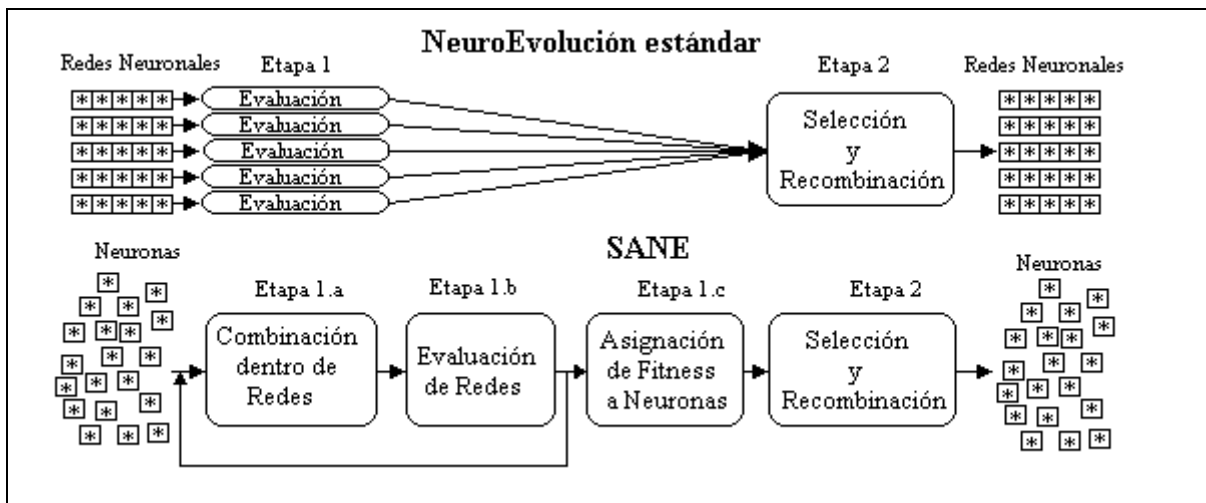 NeuroEvolución estándar
Redes Neuronales
Etapa 1
Etapa 2
Redes Neuronales
*****
Evaluación
*****
Evaluación
*****
Evaluación
*****
Evaluación
*****
Evaluación
Selección
y
Recombinación
*****
*****
*****
*****
*****
SANE
Neuronas
Etapa 1.a
Etapa 1.b
Etapa 1.c
Etapa 2
Neuronas
Combinación
dentro de
Redes
Evaluación
de Redes
Asignación
de Fitness
a Neuronas
Selección
y
Recombinación